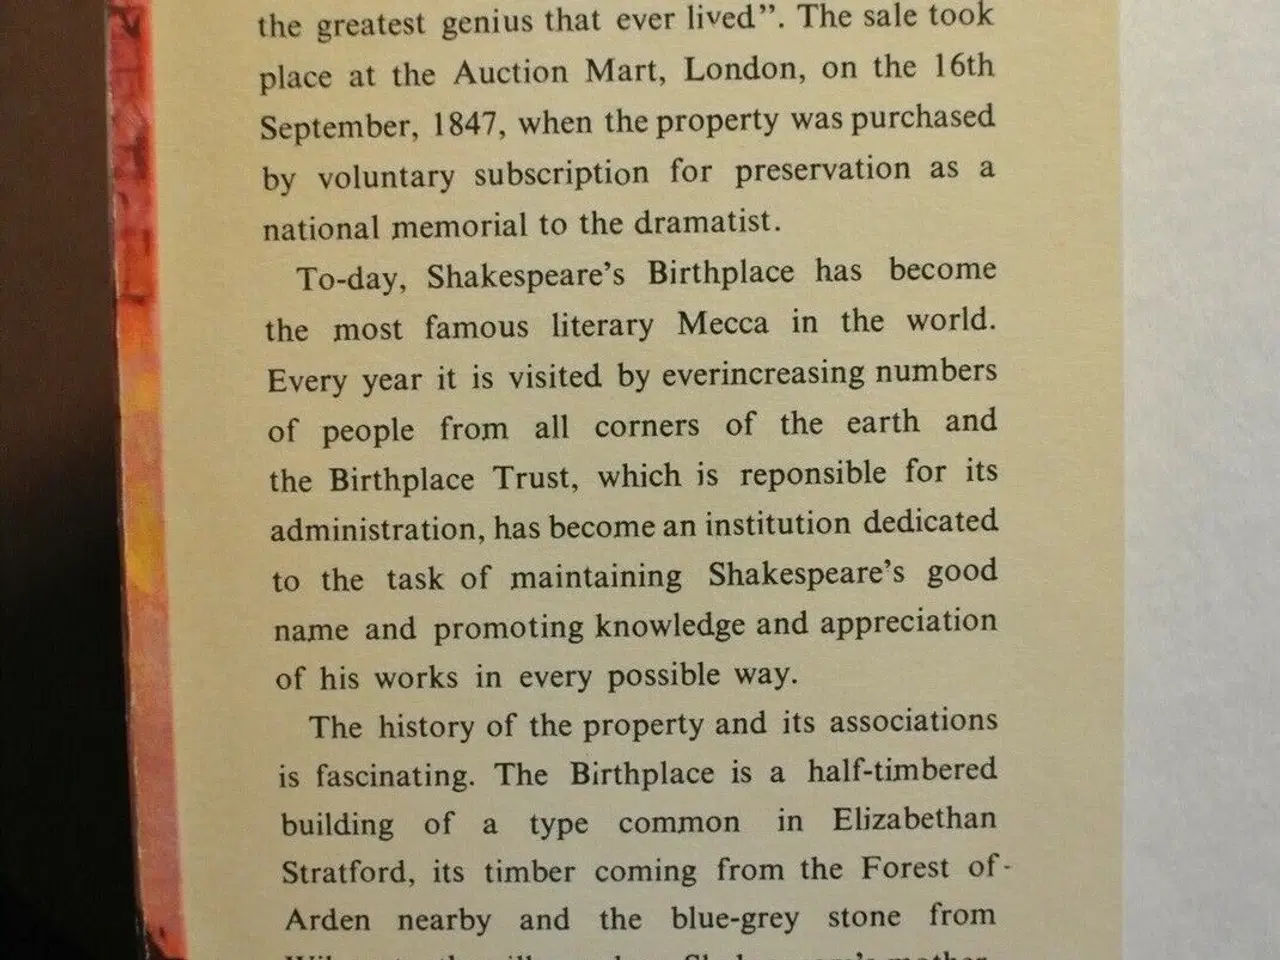 the greatest genius that ever lived”. The sale took
place at the Auction Mart, London, on the 16th
September, 1847, when the property was purchased
by voluntary subscription for preservation as a
national memorial to the dramatist.
To-day, Shakespeare’s Birthplace has become
the most famous literary Mecca in the world.
Every year it is visited by everincreasing numbers
of people from all corners of the earth and
the Birthplace Trust, which is reponsible for its
administration, has become an institution dedicated
to the task of maintaining Shakespeare’s good
name and promoting knowledge and appreciation
of his works in every possible way.
The history of the property and its associations
is fascinating. The Birthplace is a half-timbered
building of a type common in Elizabethan
Stratford, its timber coming from the Forest of-
Arden nearby and the blue-grey stone from